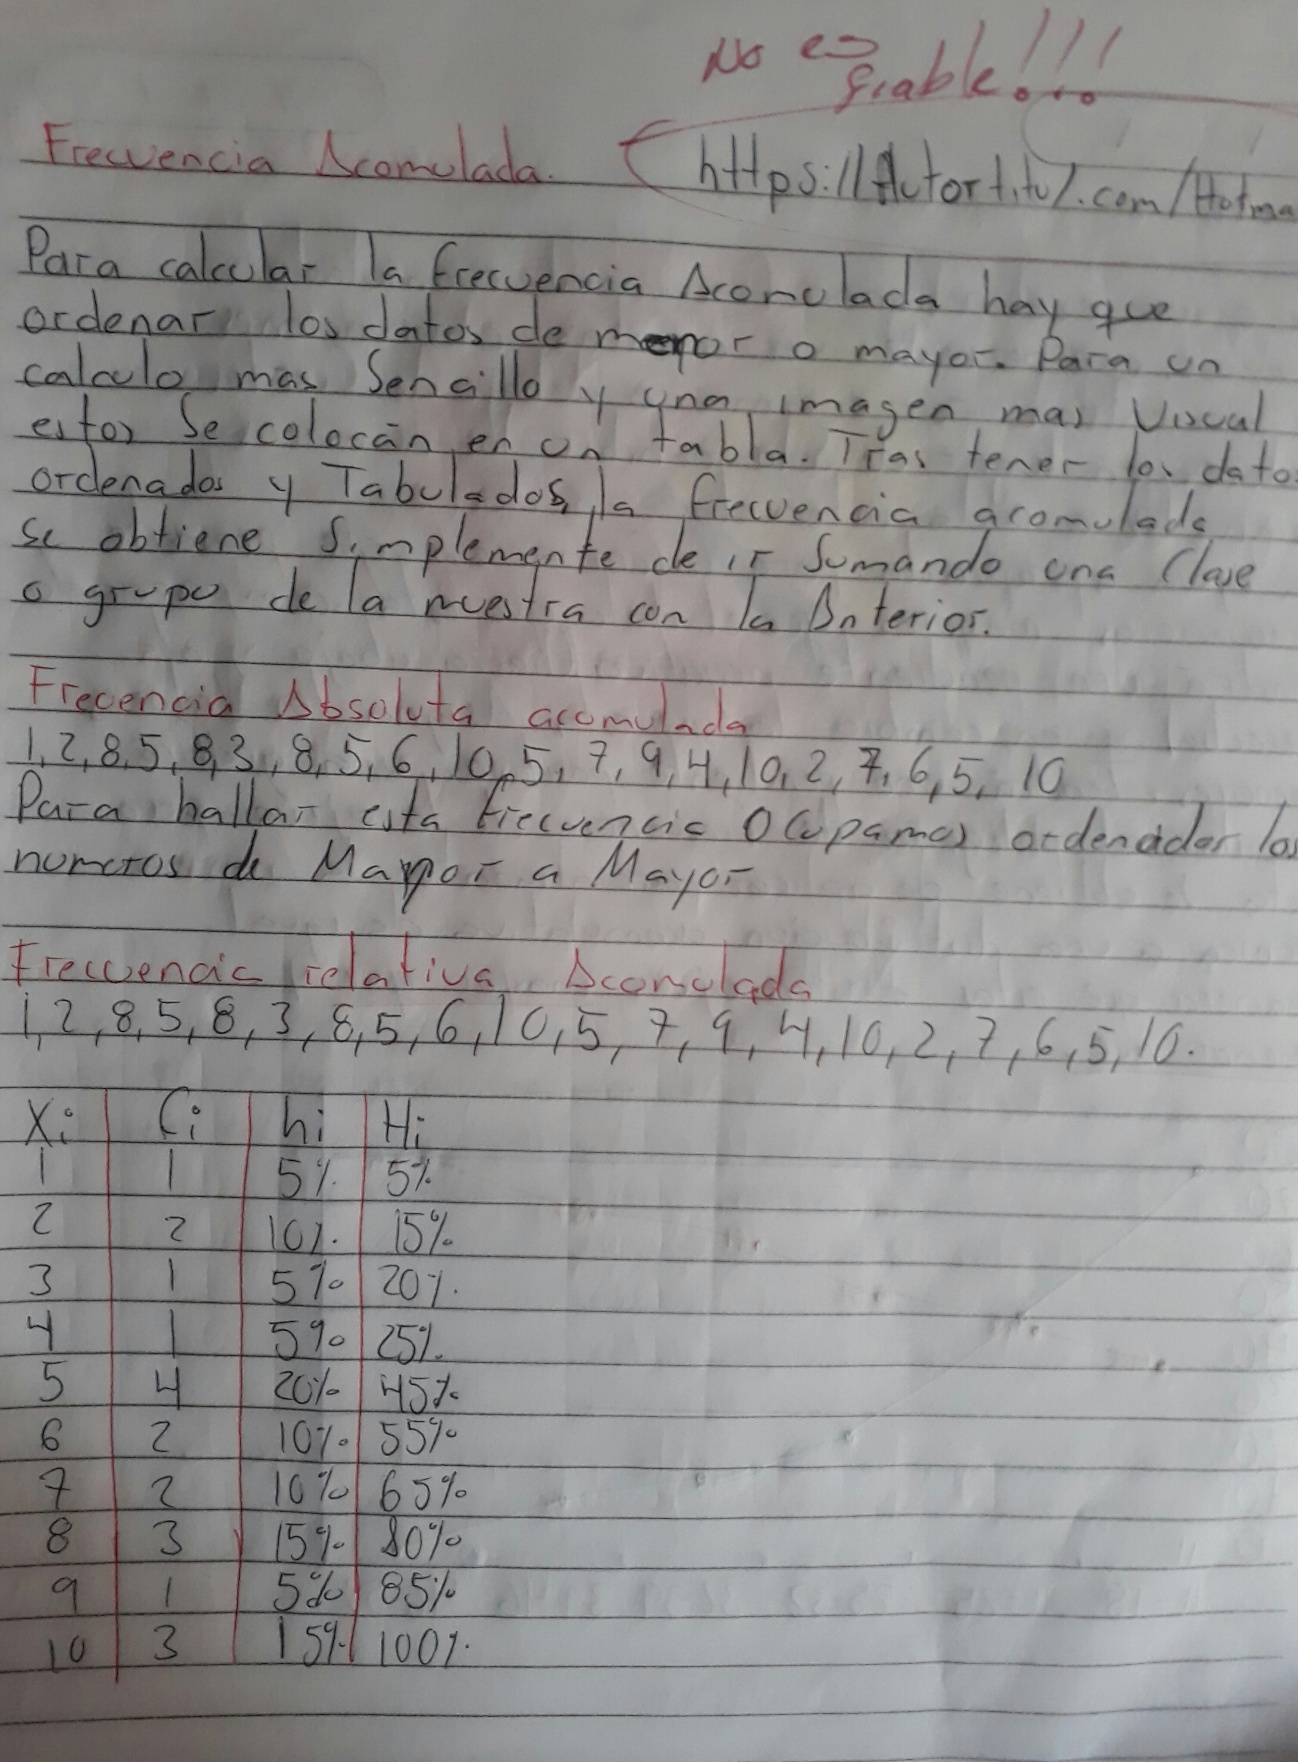 No es
fiable!!!
Frecuencia Acomulada.
https://Autortitul.com/Hotma
Para calcular la frecuencia Acomulada hay que
ordenar los datos de menor o mayor. Para un
calculo mas Sencillo y una imagen mas Visual
estos Se colocan en un tabla. Tras tener los dato
ordenados y Tabulados, la frecuencia acomulada
se obtiene Simplemente de ir Sumando una Clase
o grupo de la muestra con la Anterior.
Frecencia Absoluta acomulada
1,2,8,5,8,3,8,5,6,10,5,7,9,4,10,2,7,6,5,10
Para hallar esta frecuencia Ocupamos ordenador los
numeros de a Mayor
Frecuencia relativa Acomulada
1,2,8,5,8,3,8,5,6,10,5,7,9,4,10,2,7,6,5,10.
Xi fi hi Hi
1 1 5% 5%
2 2 10% 15%
3 1 5% 20%
4 1 5% 25%
5 4 20% 45%
6 2 10% 55%
7 2 10% 65%
8 3 15% 80%
9 1 5% 85%
10 3 15% 100%